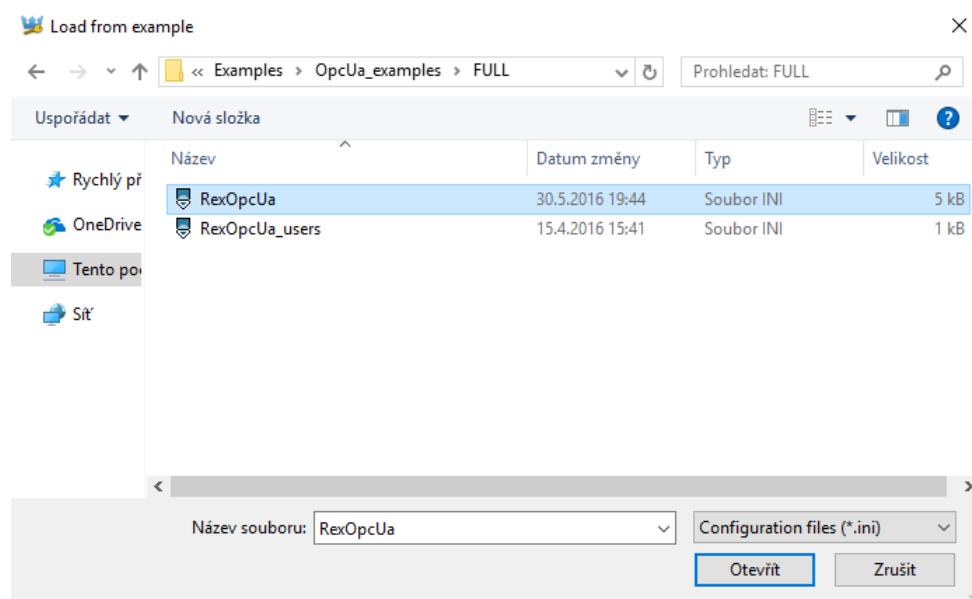 Load from example
« Examples › OpcUa_examples › FULL
Prohledat: FULL
Uspořádat
Nová složka
Název Datum změny Typ Velikost
Rychlý př
OneDrive
Tento po
Síť
RexOpcUa 30.5.2016 19:44 Soubor INI 5 kB
RexOpcUa_users 15.4.2016 15:41 Soubor INI 1 kB
Název souboru: RexOpcUa
Configuration files (*.ini)
Otevřít
Zrušit